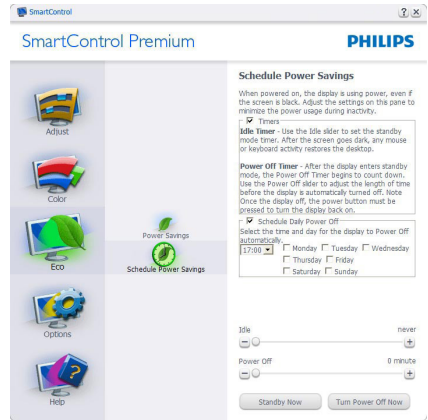 SmartControl
? ×
SmartControl Premium
PHILIPS
Adjust
Color
Eco
Options
Help
Power Savings
Schedule Power Savings
Schedule Power Savings
When powered on, the display is using power, even if
the screen is black. Adjust the settings on this pane to
minimize the power usage during inactivity.
Timers
Idle Timer - Use the Idle slider to set the standby
mode timer. After the screen goes dark, any mouse
or keyboard activity restores the desktop.
Power Off Timer - After the display enters standby
mode, the Power Off Timer begins to count down.
Use the Power Off slider to adjust the length of time
before the display is automatically turned off. Note
Once the display off, the power button must be
pressed to turn the display back on.
Schedule Daily Power Off
Select the time and day for the display to Power Off
automatically.
17:00 Monday Tuesday Wednesday
Thursday Friday
Saturday Sunday
Idle never
Power Off 0 minute
Standby Now Turn Power Off Now